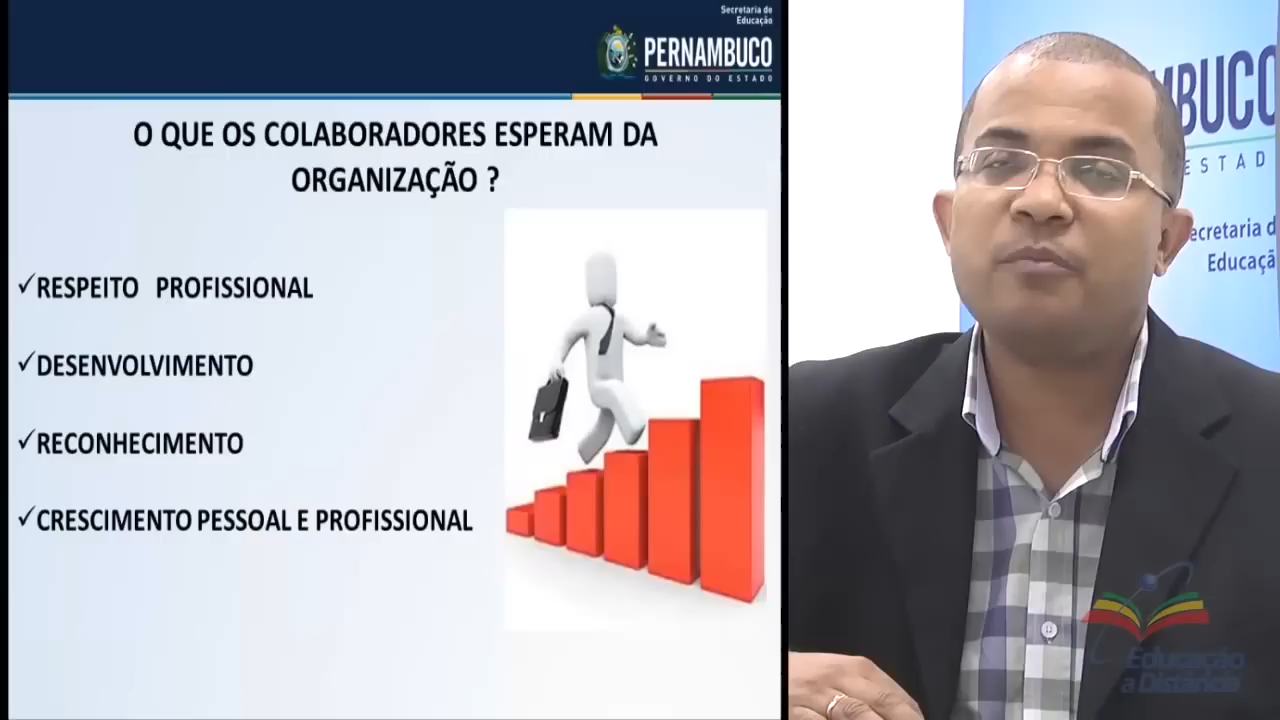 Secretaria de
Educação
PERNAMBUCO
GOVERNO DO ESTADO
O QUE OS COLABORADORES ESPERAM DA
ORGANIZAÇÃO ?
✓RESPEITO PROFISSIONAL
✓DESENVOLVIMENTO
✓RECONHECIMENTO
✓CRESCIMENTO PESSOAL E PROFISSIONAL
MBUCO
ESTAD
ecretaria d
Educaçã
Educação
a Distância